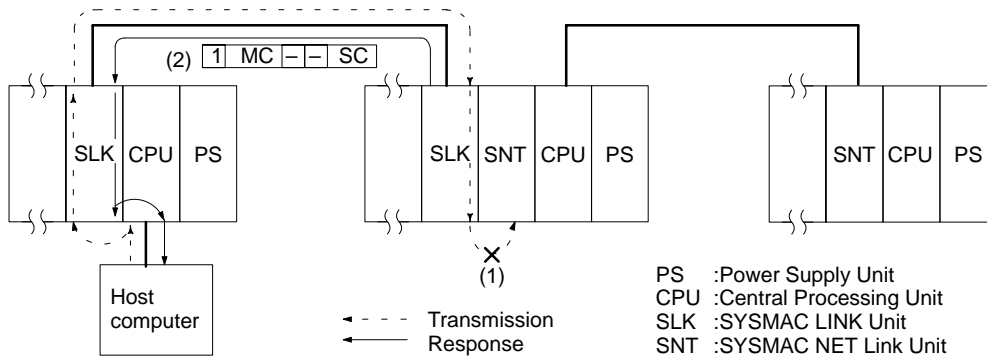 (2) 1 MC – – SC
SLK CPU PS
SLK SNT CPU PS
SNT CPU PS
(1)
Host
computer
Transmission
Response
PS :Power Supply Unit
CPU :Central Processing Unit
SLK :SYSMAC LINK Unit
SNT :SYSMAC NET Link Unit